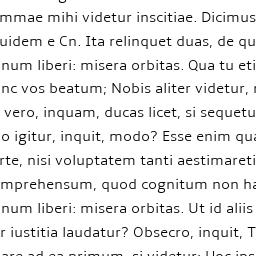 mmae mihi videtur inscitiae. Dicimus
uidem e Cn. Ita relinquet duas, de qu
num liberi: misera orbitas. Qua tu eti
nc vos beatum; Nobis aliter videtur, r
vero, inquam, ducas licet, si sequetu
o igitur, inquit, modo? Esse enim qua
rte, nisi voluptatem tanti aestimareti
mprehensum, quod cognitum non ha
num liberi: misera orbitas. Ut id aliis
r iustitia laudatur? Obsecro, inquit, T